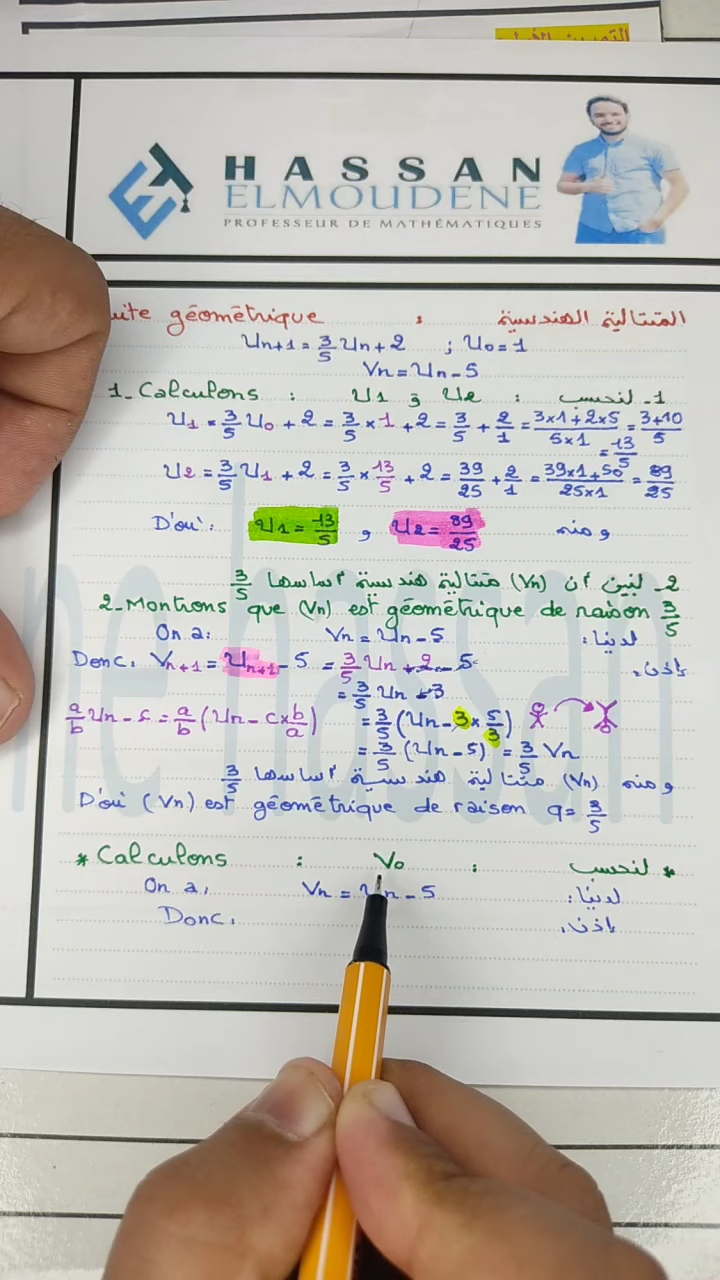 التمرين الأول
HASSAN
ELMOUDENE
PROFESSEUR DE MATHÉMATIQUES
uite géométrique : المتتالية الهندسية
Un+1 = 3/5 Un + 2 ; U0 = 1
Vn = Un - 5
1 - Calculons : U1 و U2 : 1 - لنحسب
U1 = 3/5 U0 + 2 = 3/5 × 1 + 2 = 3/5 + 2/1 = (3×1+2×5)/(5×1) = (3+10)/5
= 13/5
U2 = 3/5 U1 + 2 = 3/5 × 13/5 + 2 = 39/25 + 2/1 = (39×1+50)/(25×1) = 89/25
D'où : U1 = 13/5 و U2 = 89/25 ومنه
2 - لنبين أن (Vn) متتالية هندسية أساسها 3/5
2 - Montrons que (Vn) est géométrique de raison 3/5
On a : Vn = Un - 5 لدينا :
Donc, Vn+1 = Un+1 - 5 = 3/5 Un + 2 - 5 إذن,
= 3/5 Un - 3
a/b Un - c = a/b (Un - c × b/a) = 3/5 (Un - 3 × 5/3)
= 3/5 (Un - 5) = 3/5 Vn
ومنه (Vn) متتالية هندسية أساسها 3/5
D'où (Vn) est géométrique de raison q = 3/5
* Calculons : V0 : لنحسب *
On a, Vn = Un - 5 لدينا :
Donc, إذن,
ne hassan